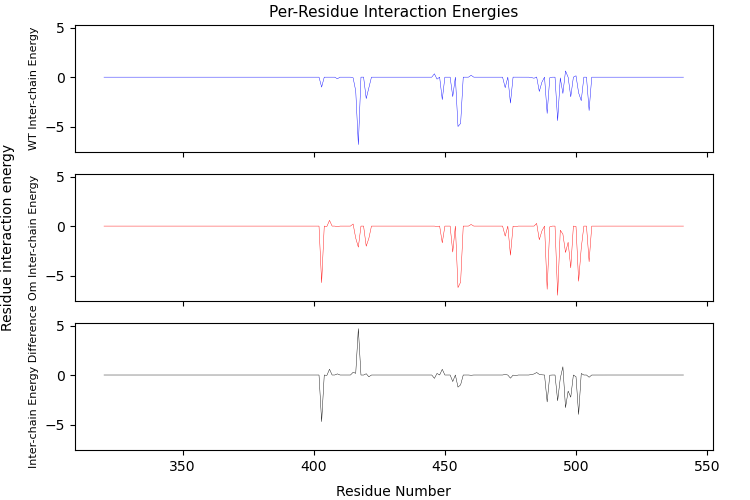 Per-Residue Interaction Energies
Residue interaction energy
WT Inter-chain Energy
5
0
−5
Om Inter-chain Energy
5
0
−5
Inter-chain Energy Difference
5
0
−5
350
400
450
500
550
Residue Number